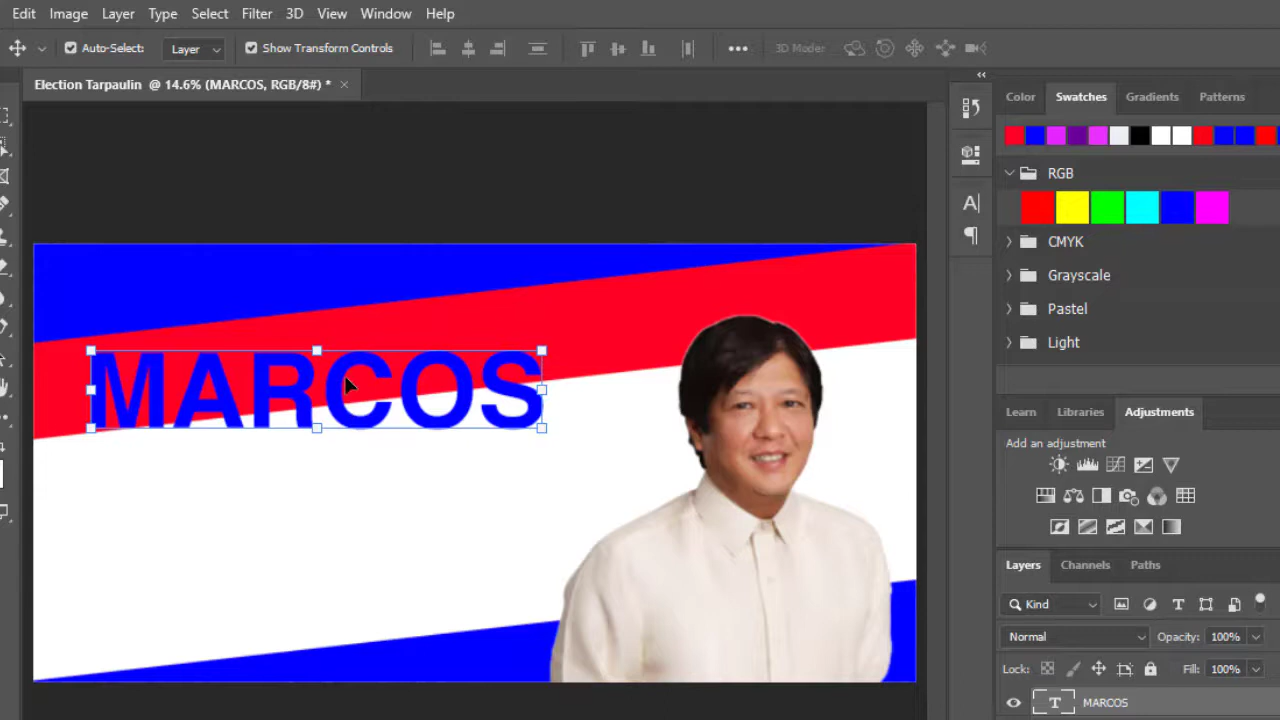 Edit Image Layer Type Select Filter 3D View Window Help
Auto-Select: Layer Show Transform Controls ••• 3D Mode:
Election Tarpaulin @ 14.6% (MARCOS, RGB/8#) * ×
Color Swatches Gradients Patterns
RGB
CMYK
Grayscale
Pastel
Light
MARCOS
Learn Libraries Adjustments
Add an adjustment
Layers Channels Paths
Kind
Normal Opacity: 100%
Lock: Fill: 100%
T MARCOS